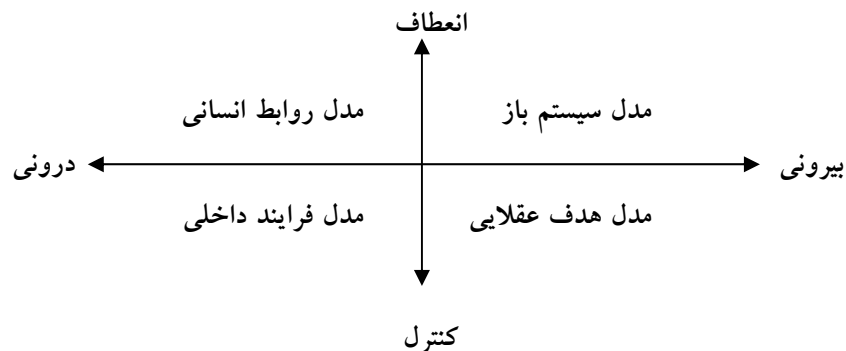 انعطاف
مدل سیستم باز
مدل روابط انسانی
بیرونی
درونی
مدل هدف عقلایی
مدل فرایند داخلی
کنترل